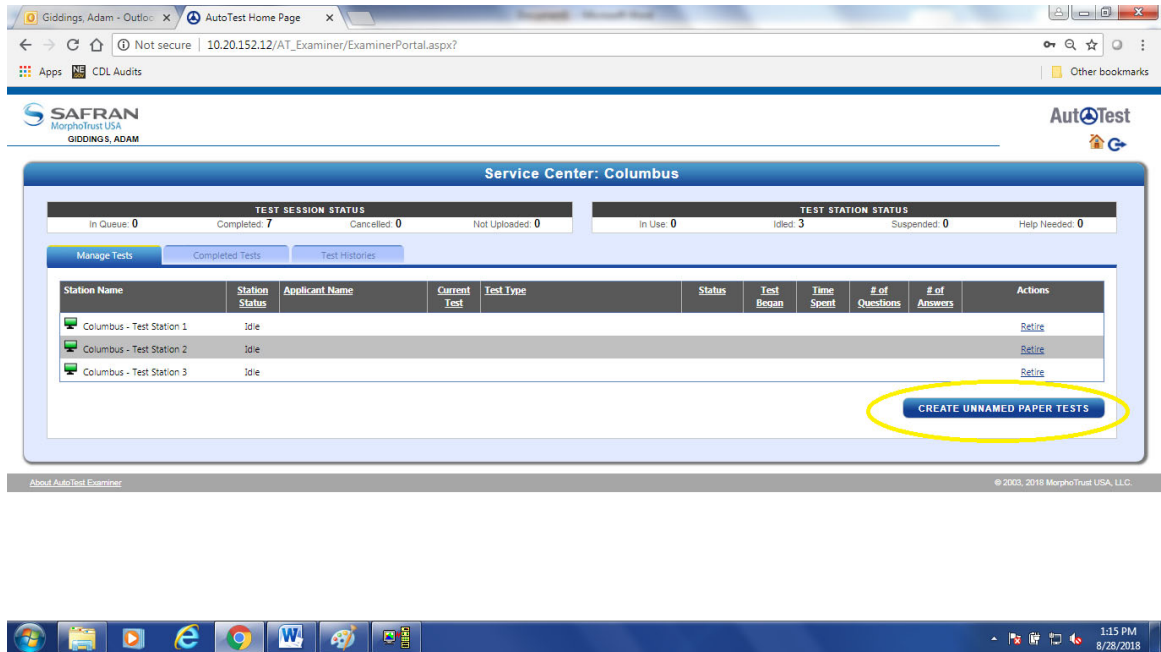 Giddings, Adam - Outloo AutoTest Home Page
Not secure | 10.20.152.12/AT_Examiner/ExaminerPortal.aspx?
Apps NE GOV CDL Audits Other bookmarks
SAFRAN
MorphoTrust USA
GIDDINGS, ADAM
AutoTest
Service Center: Columbus
TEST SESSION STATUS TEST STATION STATUS
In Queue: 0 Completed: 7 Cancelled: 0 Not Uploaded: 0 In Use: 0 Idled: 3 Suspended: 0 Help Needed: 0
Manage Tests Completed Tests Test Histories
Station Name Station Status Applicant Name Current Test Test Type Status Test Began Time Spent # of Questions # of Answers Actions
Columbus - Test Station 1 Idle Retire
Columbus - Test Station 2 Idle Retire
Columbus - Test Station 3 Idle Retire
CREATE UNNAMED PAPER TESTS
About AutoTest Examiner © 2003, 2018 MorphoTrust USA, LLC.
1:15 PM
8/28/2018